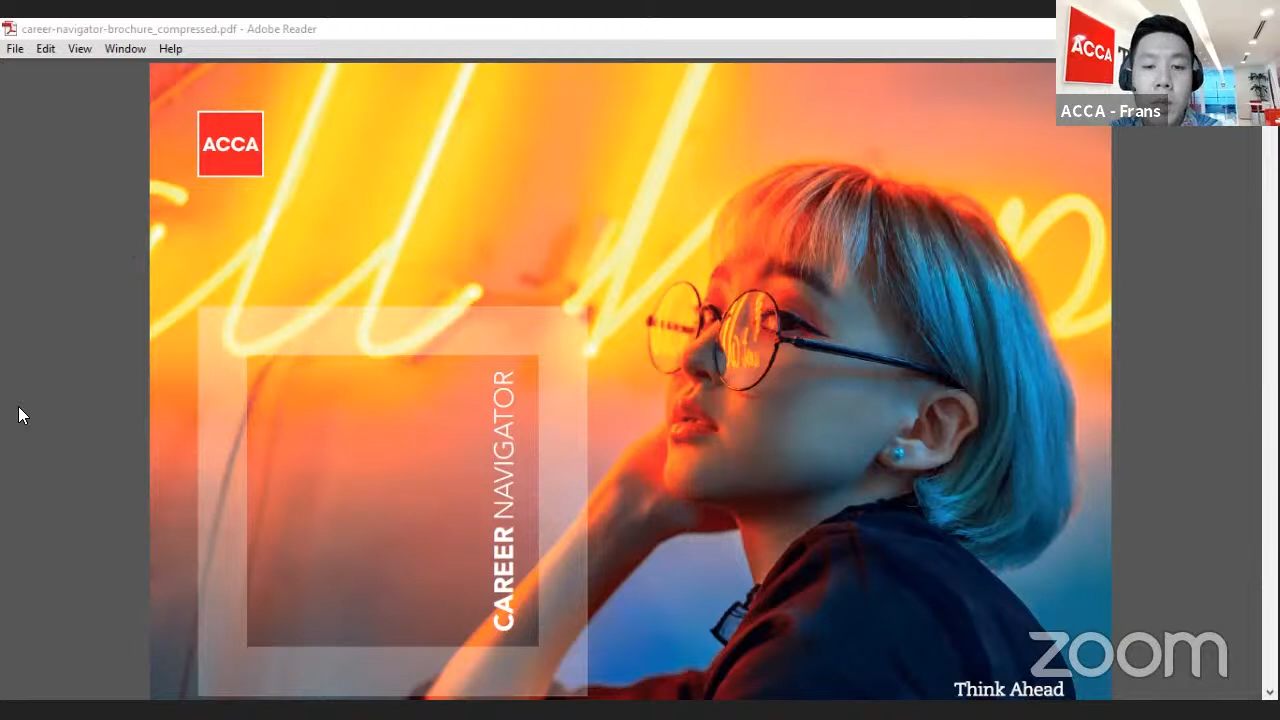 career-navigator-brochure_compressed.pdf - Adobe Reader
File Edit View Window Help
ACCA
ACCA
ACCA - Frans
CAREER NAVIGATOR
zoom
Think Ahead